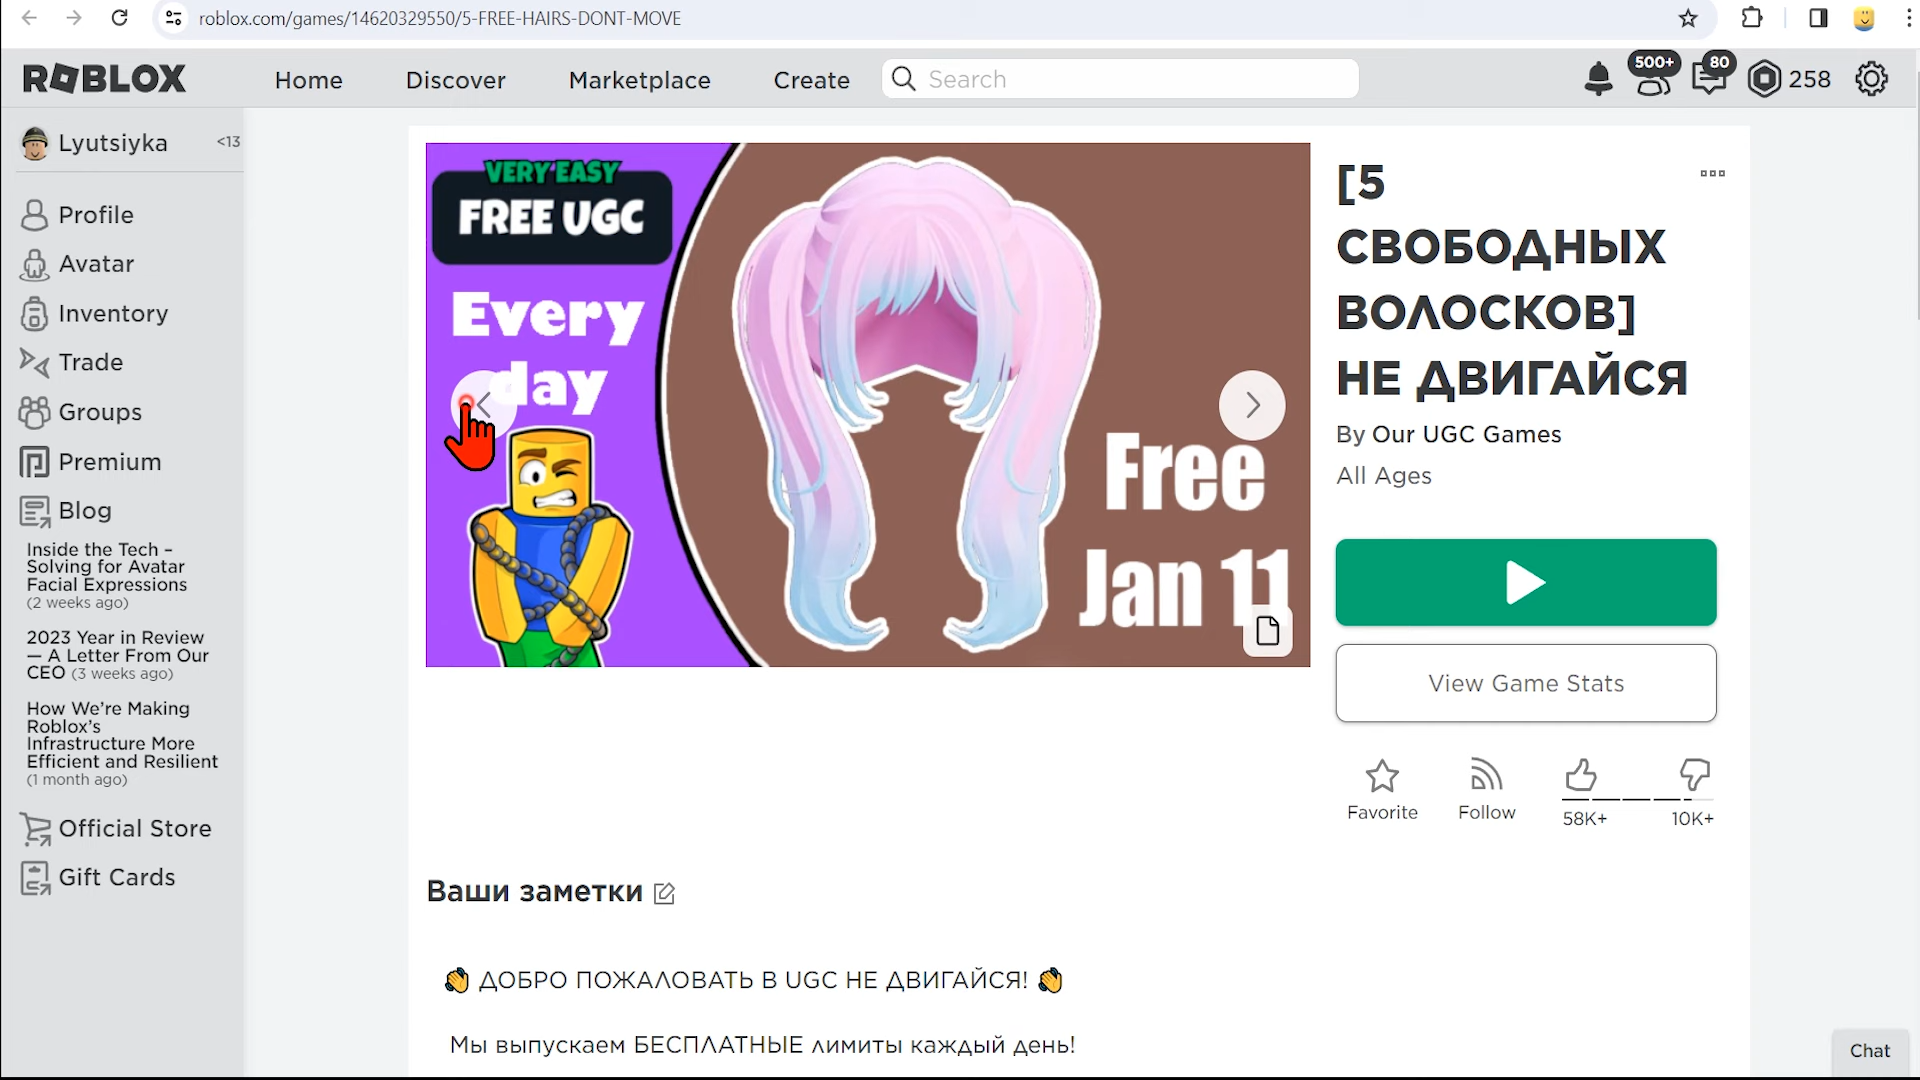 roblox.com/games/14620329550/5-FREE-HAIRS-DONT-MOVE
ROBLOX
Home
Discover
Marketplace
Create
Search
500+
80
258
Lyutsiyka
<13
Profile
Avatar
Inventory
Trade
Groups
Premium
Blog
Inside the Tech –
Solving for Avatar
Facial Expressions
(2 weeks ago)
2023 Year in Review
— A Letter From Our
CEO (3 weeks ago)
How We're Making
Roblox's
Infrastructure More
Efficient and Resilient
(1 month ago)
Official Store
Gift Cards
VERY EASY
FREE UGC
Every
day
Free
Jan 11
[5
СВОБОДНЫХ
ВОЛОСКОВ]
НЕ ДВИГАЙСЯ
By Our UGC Games
All Ages
View Game Stats
Favorite
Follow
58K+
10K+
Ваши заметки
ДОБРО ПОЖАЛОВАТЬ В UGC НЕ ДВИГАЙСЯ!
Мы выпускаем БЕСПЛАТНЫЕ лимиты каждый день!
Chat